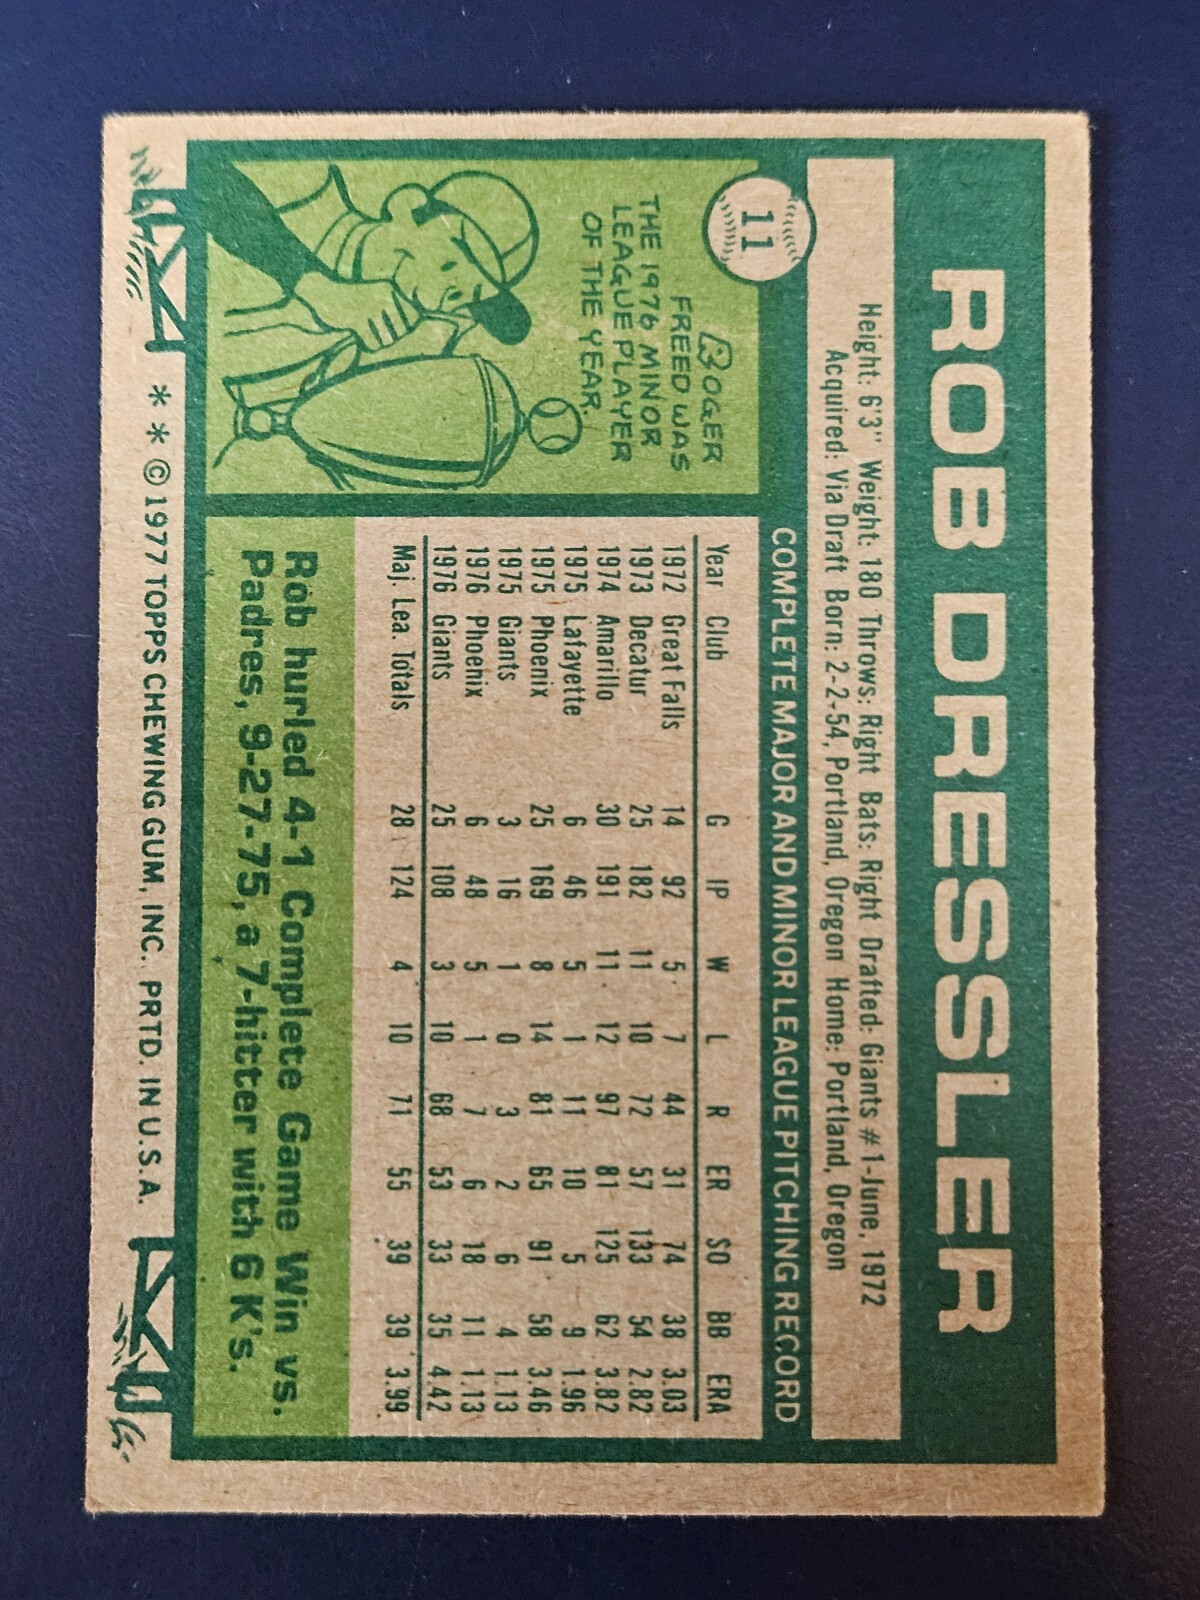 11
ROB DRESSLER
Height: 6'3" Weight: 180 Throws: Right Bats: Right Drafted: Giants #1-June, 1972
Acquired: Via Draft Born: 2-2-54, Portland, Oregon Home: Portland, Oregon
ROGER
FREED WAS
THE 1976 MINOR
LEAGUE PLAYER
OF THE YEAR.
COMPLETE MAJOR AND MINOR LEAGUE PITCHING RECORD
Year Club G IP W L R ER SO BB ERA
1972 Great Falls 14 92 5 7 44 31 74 38 3.03
1973 Decatur 25 182 11 10 72 57 133 54 2.82
1974 Amarillo 30 191 11 12 97 81 125 62 3.82
1975 Lafayette 6 46 5 1 11 10 5 9 1.96
1975 Phoenix 25 169 8 14 81 65 91 58 3.46
1975 Giants 3 16 1 0 3 2 6 4 1.13
1976 Phoenix 6 48 5 1 7 6 18 11 1.13
1976 Giants 25 108 3 10 68 53 33 35 4.42
Maj. Lea. Totals 28 124 4 10 71 55 39 39 3.99
Rob hurled 4-1 Complete Game Win vs.
Padres, 9-27-75, a 7-hitter with 6 K's.
* * © 1977 TOPPS CHEWING GUM, INC. PRTD. IN U.S.A.